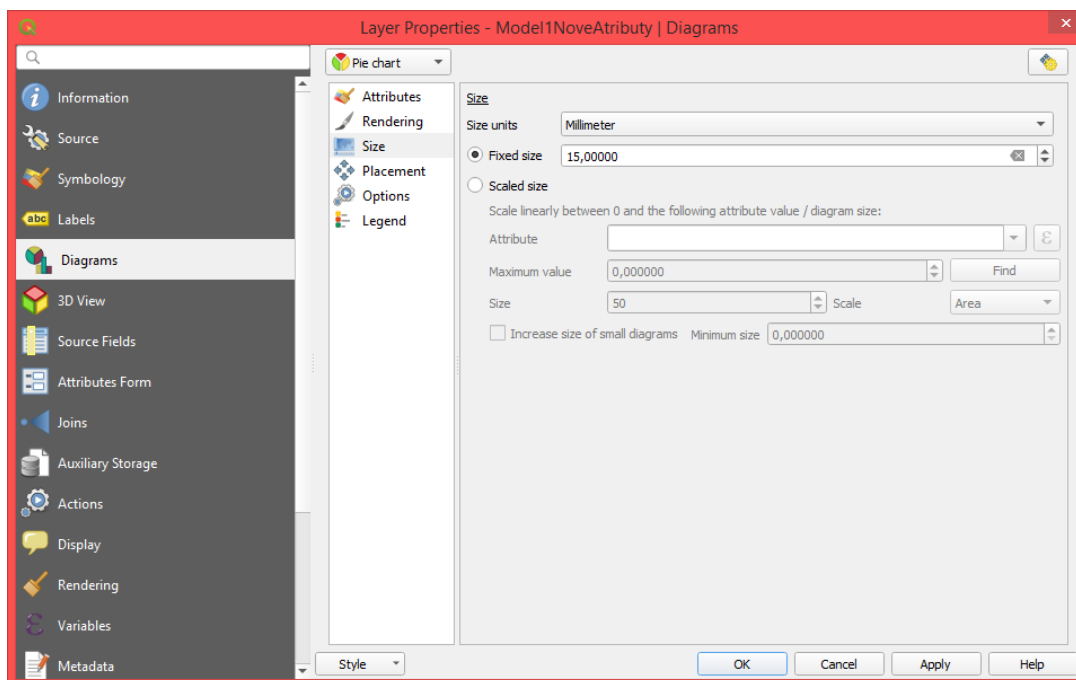 Layer Properties - Model1NoveAtributy | Diagrams
Information
Source
Symbology
abc Labels
Diagrams
3D View
Source Fields
Attributes Form
Joins
Auxiliary Storage
Actions
Display
Rendering
Variables
Metadata
Pie chart
Attributes
Rendering
Size
Placement
Options
Legend
Size
Size units Millimeter
Fixed size 15,00000
Scaled size
Scale linearly between 0 and the following attribute value / diagram size:
Attribute ε
Maximum value 0,000000 Find
Size 50 Scale Area
Increase size of small diagrams Minimum size 0,000000
Style OK Cancel Apply Help